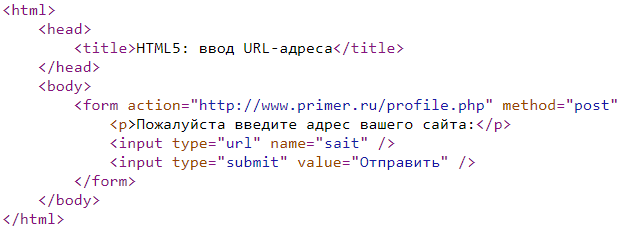 <html>
<head>
<title>HTML5: ввод URL-адреса</title>
</head>
<body>
<form action="http://www.primer.ru/profile.php" method="post"
<p>Пожалуйста введите адрес вашего сайта:</p>
<input type="url" name="sait" />
<input type="submit" value="Отправить" />
</form>
</body>
</html>